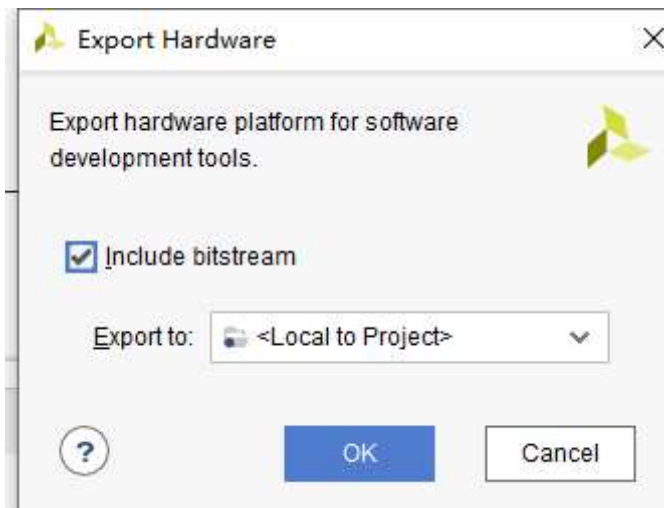 Export Hardware
Export hardware platform for software
development tools.
Include bitstream
Export to: <Local to Project>
? OK Cancel